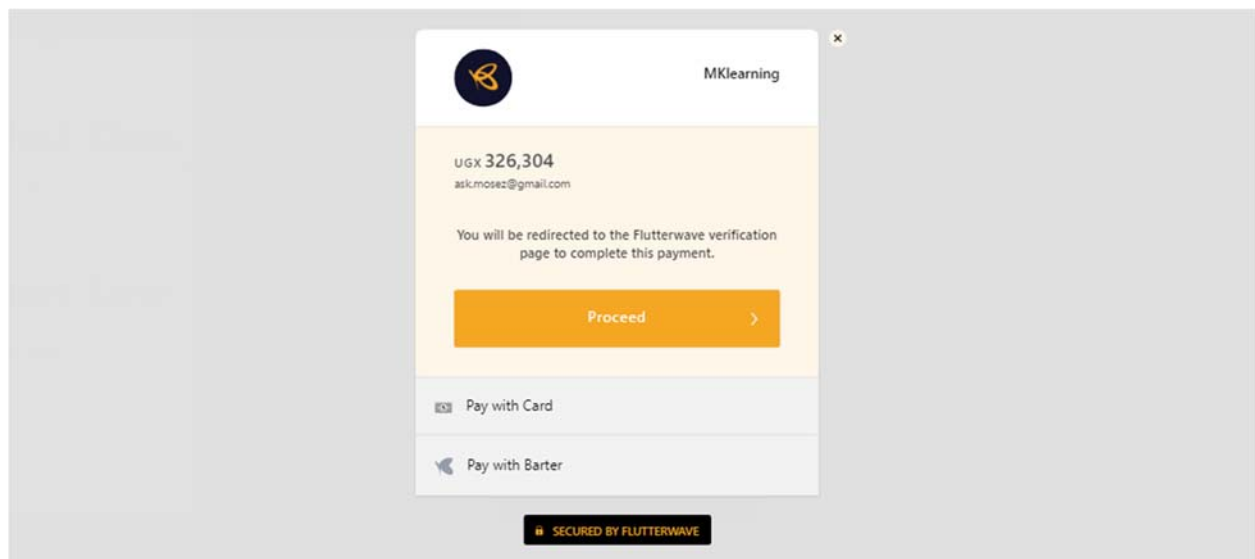 MKlearning
UGX 326,304
ask.mosez@gmail.com
You will be redirected to the Flutterwave verification
page to complete this payment.
Proceed
Pay with Card
Pay with Barter
SECURED BY FLUTTERWAVE